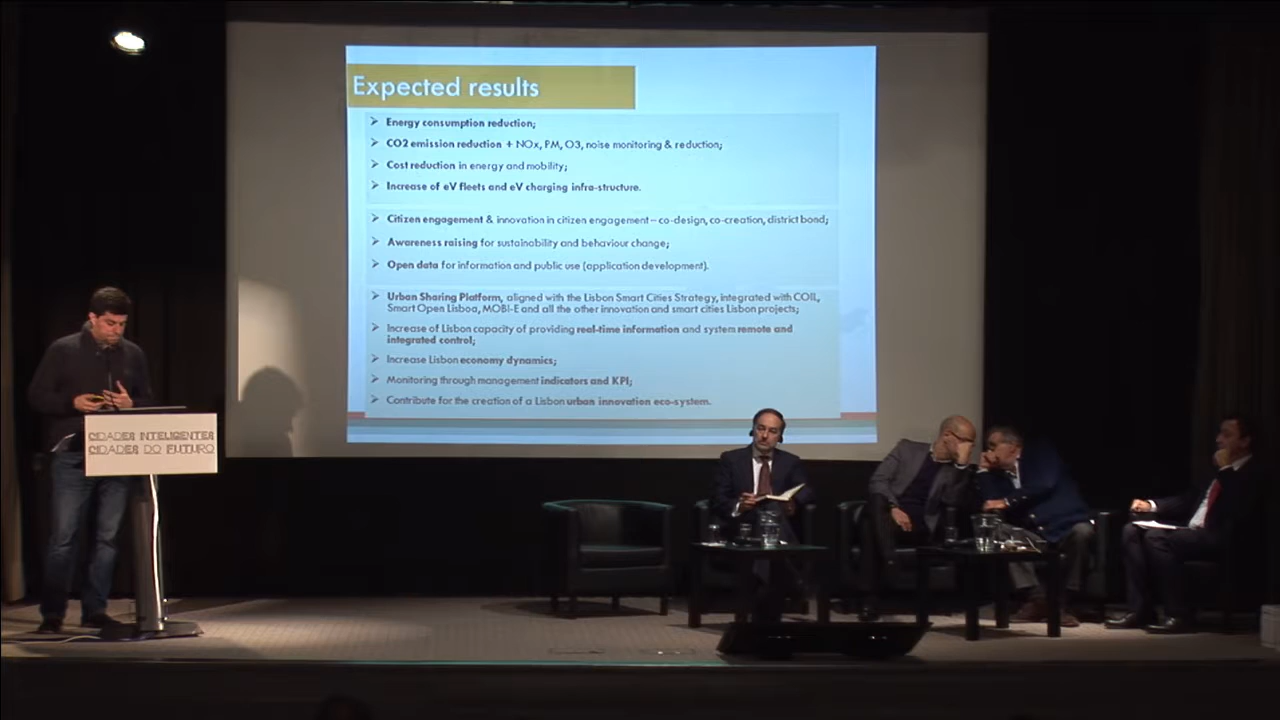 Expected results
Energy consumption reduction;
CO2 emission reduction + NOx, PM, O3, noise monitoring & reduction;
Cost reduction in energy and mobility;
Increase of eV fleets and eV charging infra-structure.
Citizen engagement & innovation in citizen engagement – co-design, co-creation, district bond;
Awareness raising for sustainability and behaviour change;
Open data for information and public use (application development).
Urban Sharing Platform, aligned with the Lisbon Smart Cities Strategy, integrated with COIL,
Smart Open Lisboa, MOBI-E and all the other innovation and smart cities Lisbon projects;
Increase of Lisbon capacity of providing real-time information and system remote and
integrated control;
Increase Lisbon economy dynamics;
Monitoring through management indicators and KPI;
Contribute for the creation of a Lisbon urban innovation eco-system.
CIDADES INTELIGENTES
CIDADES DO FUTURO